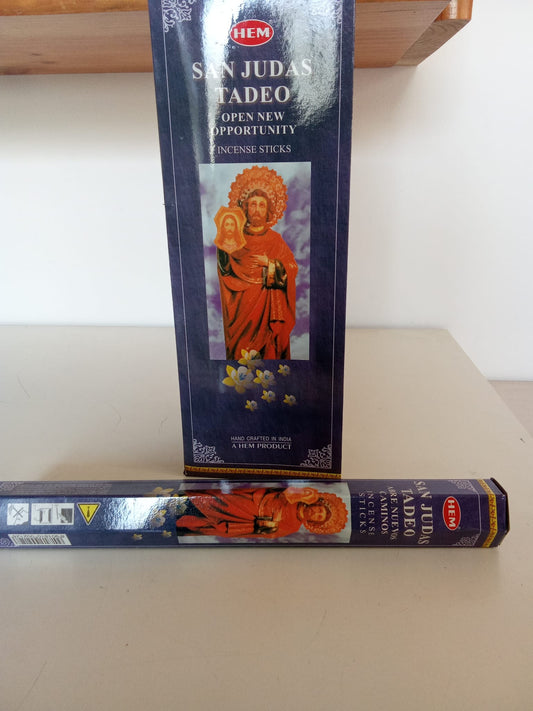 HEM
SAN JUDAS
TADEO
OPEN NEW
OPPORTUNITY
INCENSE STICKS
HAND CRAFTED IN INDIA
A HEM PRODUCT
HEM
SAN JUDAS
TADEO
ABRE NUEVOS
CAMINOS
INCENSE
STICKS